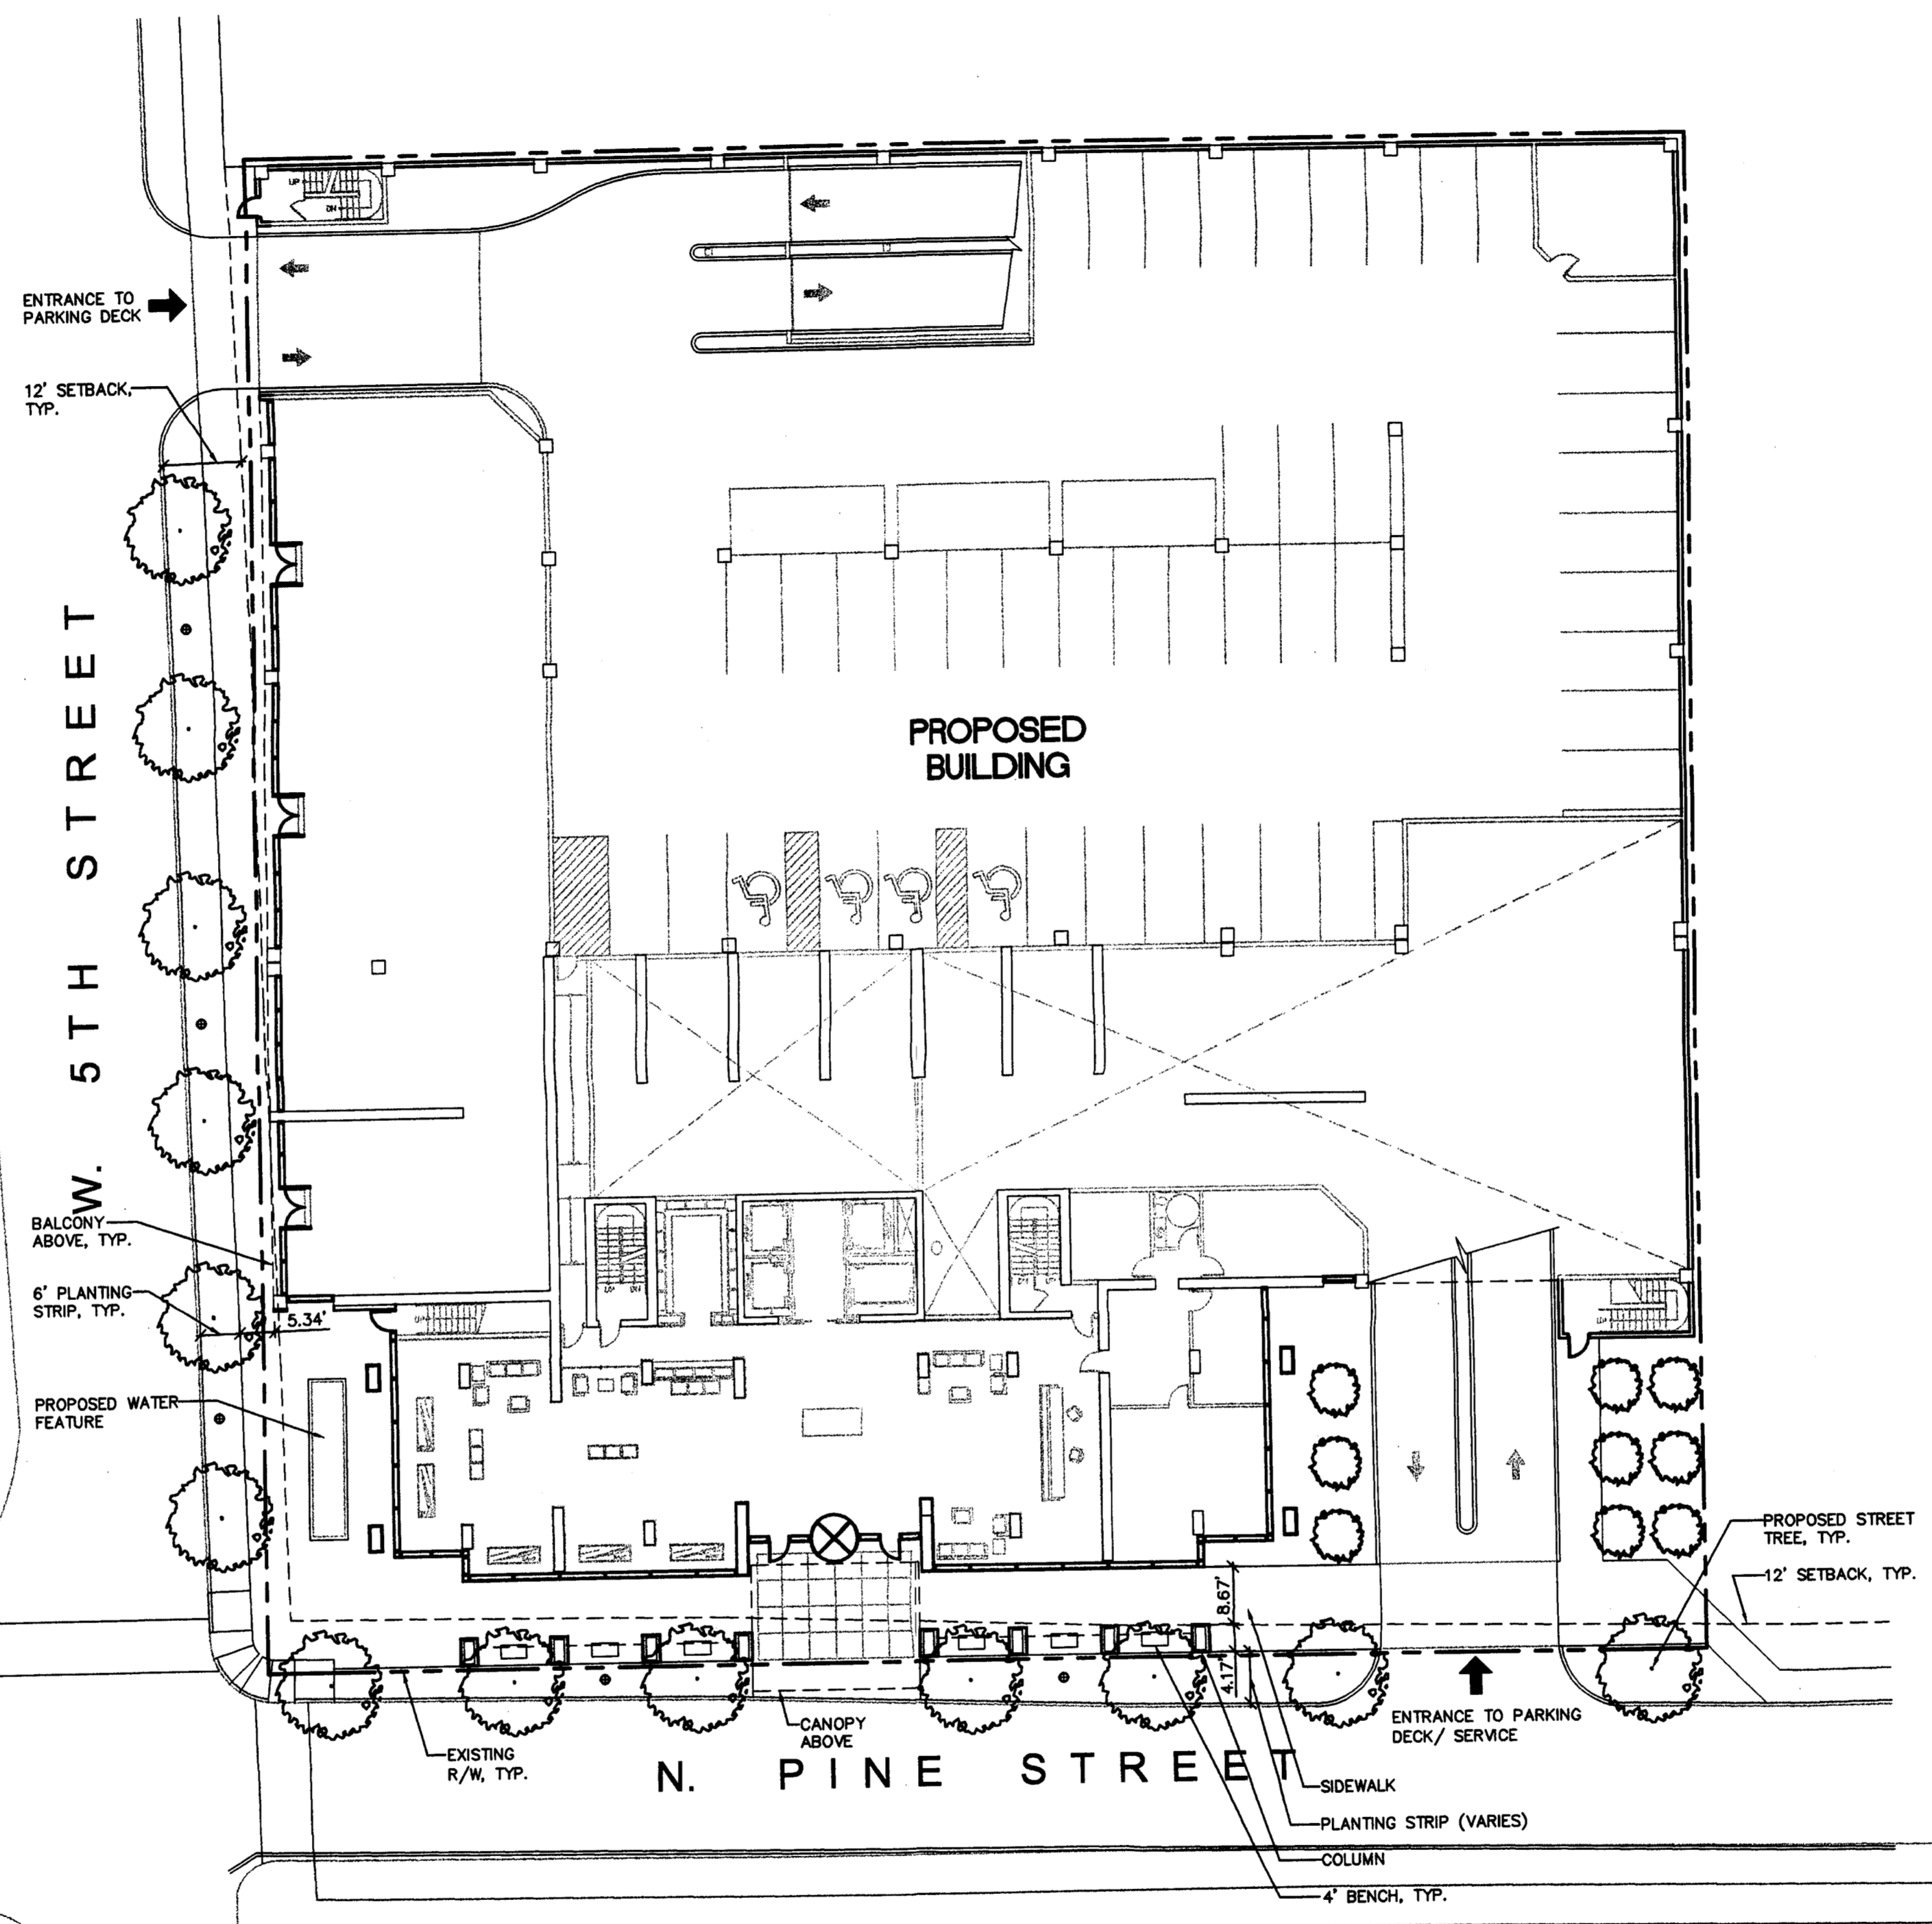 UP
DN
ENTRANCE TO
PARKING DECK
12' SETBACK,
TYP.
W. 5TH STREET
PROPOSED
BUILDING
BALCONY
ABOVE, TYP.
6' PLANTING
STRIP, TYP.
5.34'
PROPOSED WATER
FEATURE
PROPOSED STREET
TREE, TYP.
12' SETBACK, TYP.
8.67'
4.17'
ENTRANCE TO PARKING
DECK/ SERVICE
CANOPY
ABOVE
EXISTING
R/W, TYP.
N. PINE STREET
SIDEWALK
PLANTING STRIP (VARIES)
COLUMN
4' BENCH, TYP.